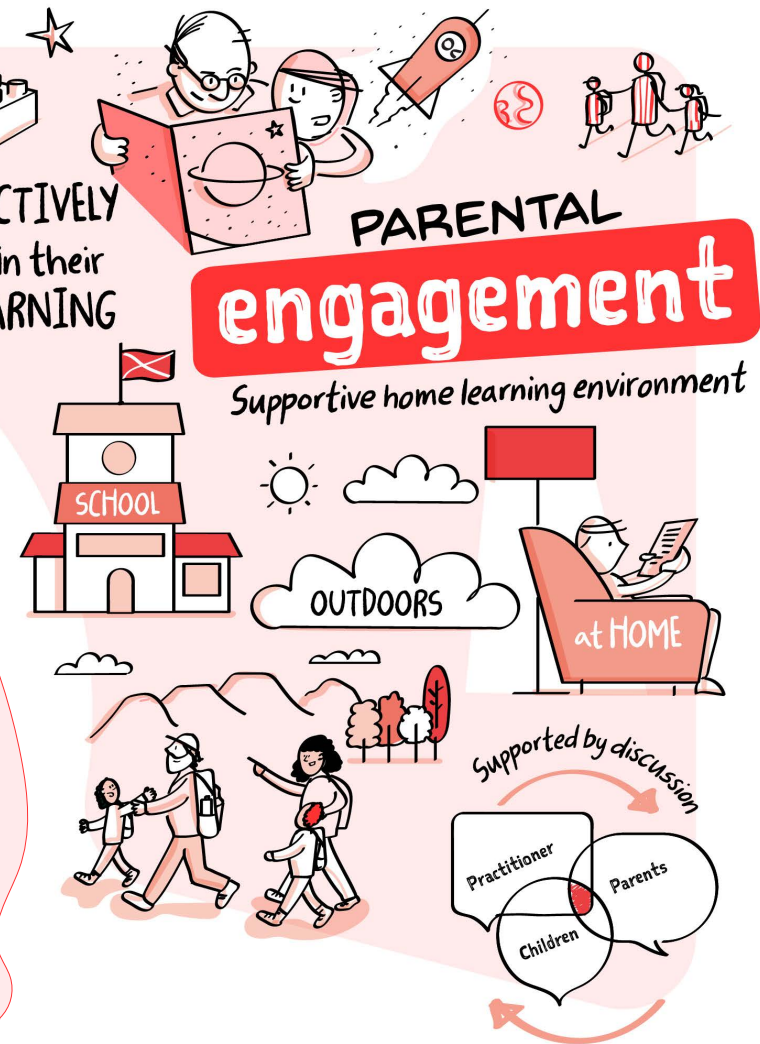 CTIVELY
in their
ARNING
PARENTAL
engagement
Supportive home learning environment
SCHOOL
OUTDOORS
at HOME
Supported by discussion
Practitioner
Parents
Children